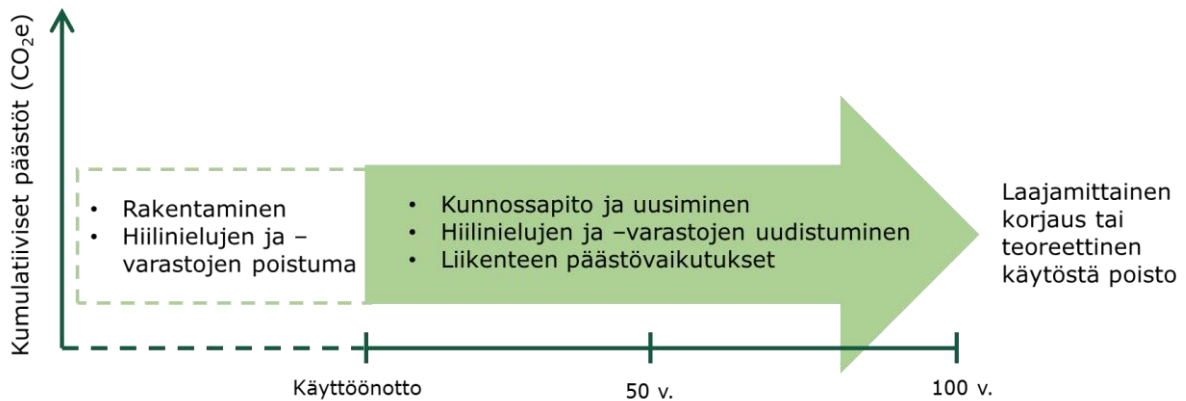 Kumulatiiviset päästöt (CO₂e)
• Rakentaminen
• Hiilinielujen ja –
varastojen poistuma
• Kunnossapito ja uusiminen
• Hiilinielujen ja –varastojen uudistuminen
• Liikenteen päästövaikutukset
Laajamittainen
korjaus tai
teoreettinen
käytöstä poisto
Käyttöönotto
50 v.
100 v.